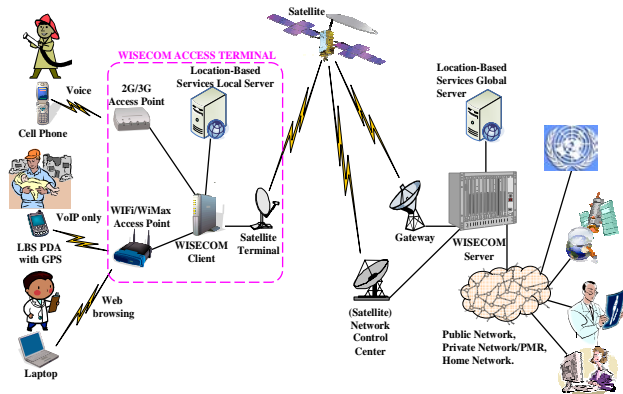 Satellite
WISECOM ACCESS TERMINAL
Location-Based
Services Local Server
2G/3G
Access Point
Voice
Cell Phone
Location-Based
Services Global
Server
VoIP only
WIFi/WiMax
Access Point
LBS PDA
with GPS
WISECOM
Client
Satellite
Terminal
Gateway
WISECOM
Server
Web
browsing
Laptop
(Satellite)
Network
Control
Center
Public Network,
Private Network/PMR,
Home Network.